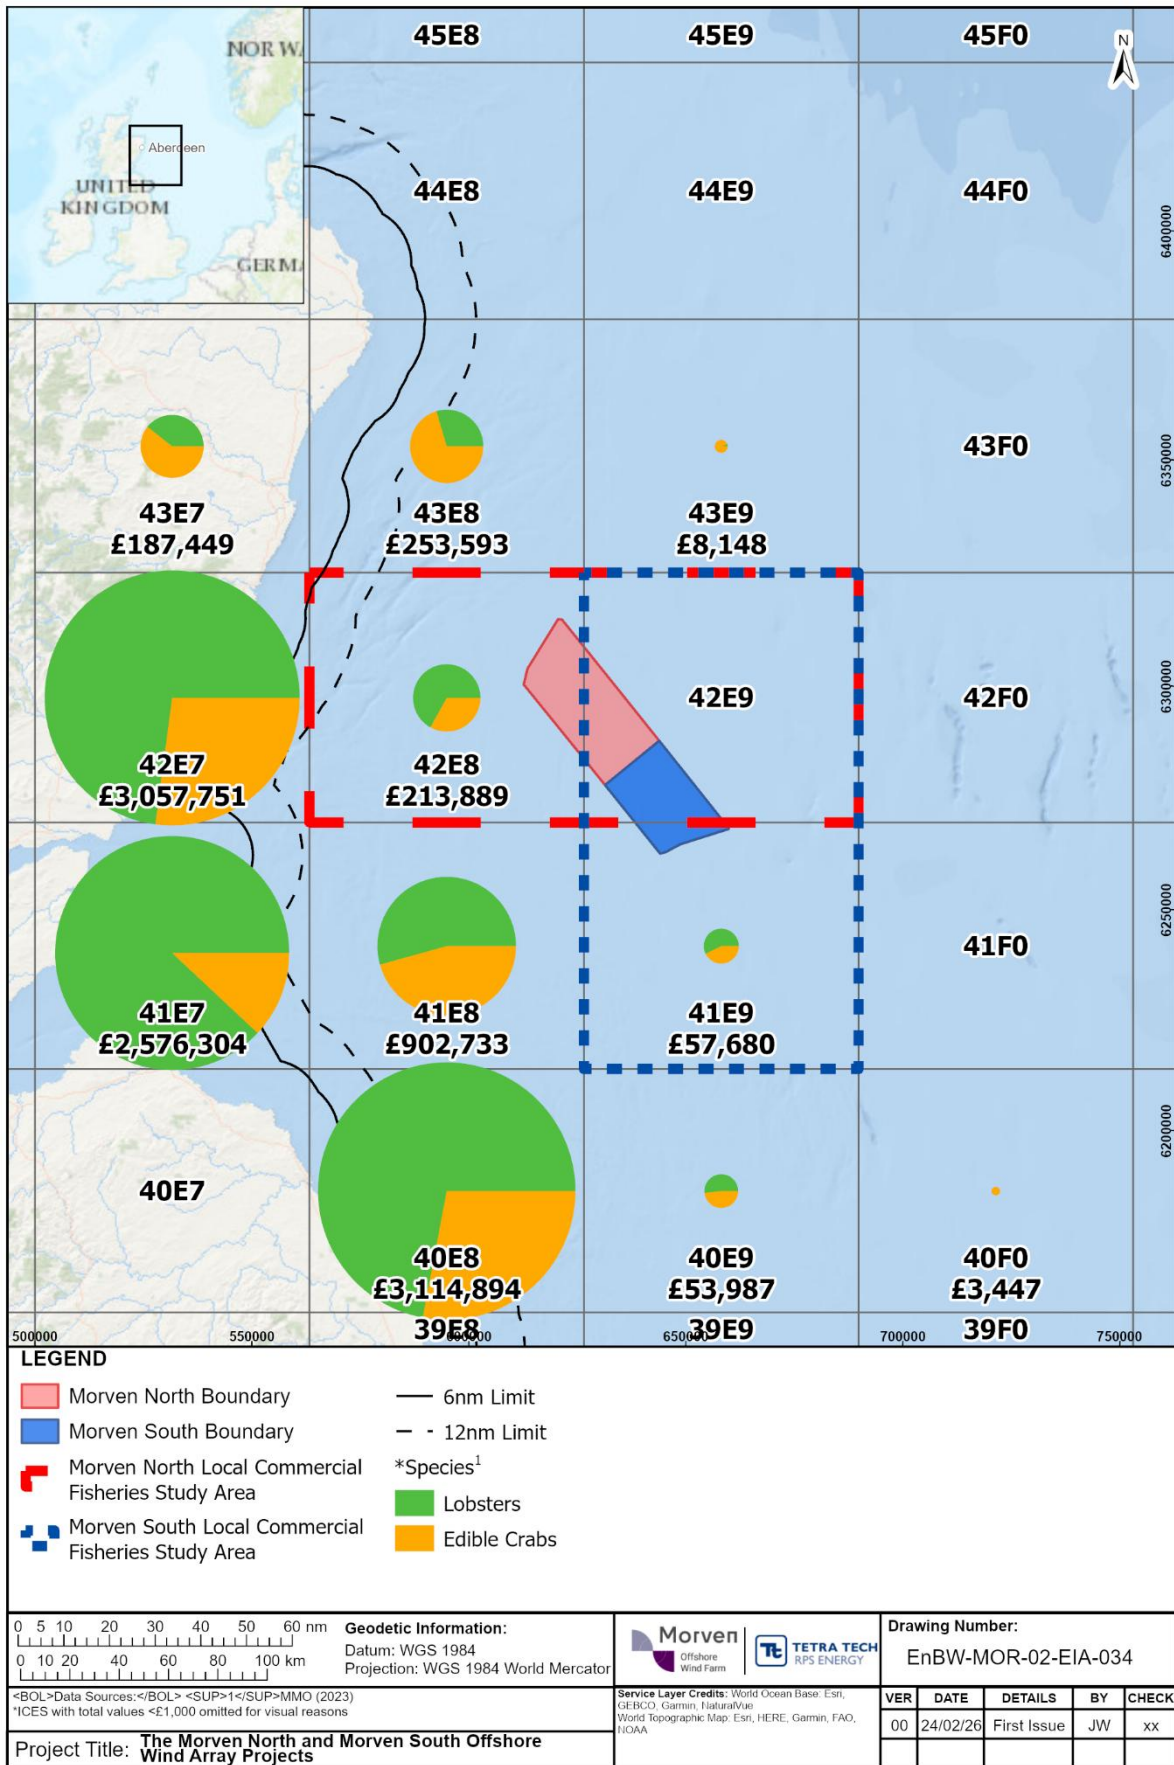 45E8
45E9
45F0
N
NORWA
Aberdeen
UNITED
KINGDOM
GERMA
44E8
44E9
44F0
6400000
43E7
£187,449
43E8
£253,593
43E9
£8,148
43F0
6350000
42E7
£3,057,751
42E8
£213,889
42E9
42F0
6300000
41E7
£2,576,304
41E8
£902,733
41E9
£57,680
41F0
6250000
40E7
40E8
£3,114,894
40E9
£53,987
40F0
£3,447
6200000
39E8
39E9
39F0
500000
550000
600000
650000
700000
750000
LEGEND
Morven North Boundary
Morven South Boundary
Morven North Local Commercial
Fisheries Study Area
Morven South Local Commercial
Fisheries Study Area
6nm Limit
12nm Limit
*Species¹
Lobsters
Edible Crabs
0 5 10 20 30 40 50 60 nm
0 10 20 40 60 80 100 km
Geodetic Information:
Datum: WGS 1984
Projection: WGS 1984 World Mercator
Morven
Offshore
Wind Farm
Tt
TETRA TECH
RPS ENERGY
Drawing Number:
EnBW-MOR-02-EIA-034
<BOL>Data Sources:</BOL> <SUP>1</SUP>MMO (2023)
*ICES with total values <£1,000 omitted for visual reasons
Service Layer Credits: World Ocean Base: Esri,
GEBCO, Garmin, NaturalVue
World Topographic Map: Esri, HERE, Garmin, FAO,
NOAA
VER DATE DETAILS BY CHECK
00 24/02/26 First Issue JW xx
Project Title: The Morven North and Morven South Offshore
Wind Array Projects